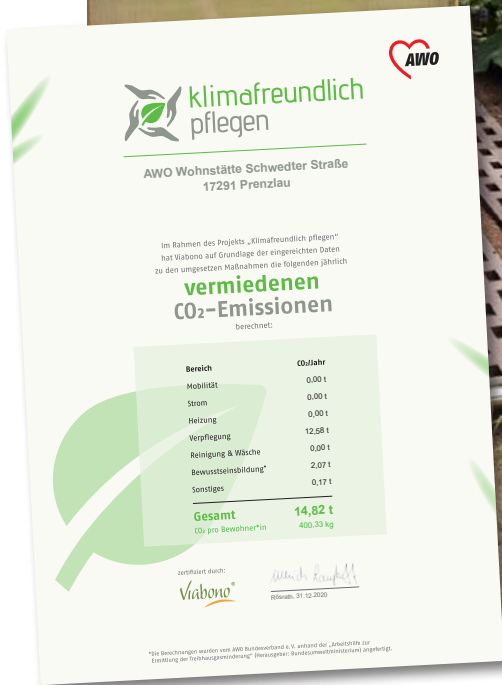 AWO
klimafreundlich
pflegen
AWO Wohnstätte Schwedter Straße
17291 Prenzlau
Im Rahmen des Projekts „Klimafreundlich pflegen“
hat Viabono auf Grundlage der eingereichten Daten
zu den umgesetzen Maßnahmen die folgenden jährlich
vermiedenen
CO₂-Emissionen
berechnet:
Bereich CO₂/Jahr
Mobilität 0,00 t
Strom 0,00 t
Heizung 0,00 t
Verpflegung 12,58 t
Reinigung & Wäsche 0,00 t
Bewusstseinsbildung* 2,07 t
Sonstiges 0,17 t
Gesamt 14,82 t
CO₂ pro Bewohner*in 400.33 kg
zertifiziert durch:
Viabono®
Rösrath, 31.12.2020
*Die Berechnungen wurden vom AWO Bundesverband e.V. anhand der „Arbeitshilfe zur
Ermittlung der Treibhausgasminderung“ (Herausgeber: Bundesumweltministerium) angefertigt.